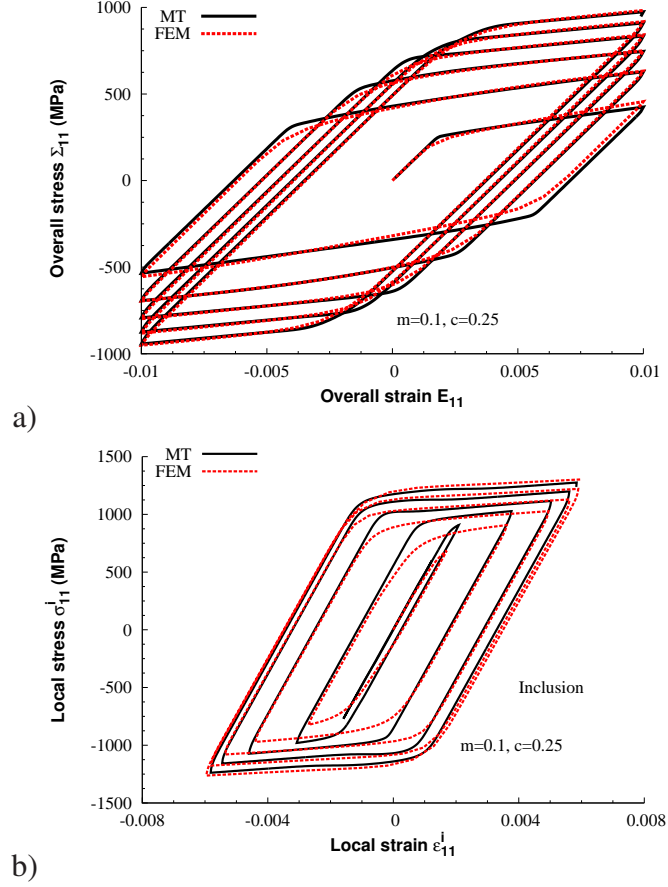 MT
FEM
1000
500
0
-500
-1000
Overall stress Σ11 (MPa)
m=0.1, c=0.25
-0.01
-0.005
0
0.005
0.01
Overall strain E11
a)
MT
FEM
1500
1000
500
0
-500
-1000
-1500
Local stress σ11^i (MPa)
Inclusion
m=0.1, c=0.25
-0.008
-0.004
0
0.004
0.008
Local strain ε11^i
b)